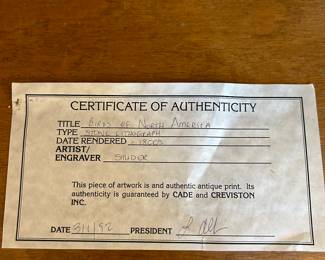 CERTIFICATE OF AUTHENTICITY
TITLE BIRDS OF NORTH AMERICA
TYPE STONE LITHOGRAPH
DATE RENDERED 1800s
ARTIST/
ENGRAVER STUDER
This piece of artwork is and authentic antique print. Its
authenticity is guaranteed by CADE and CREVISTON
INC.
DATE 3/1/92 PRESIDENT